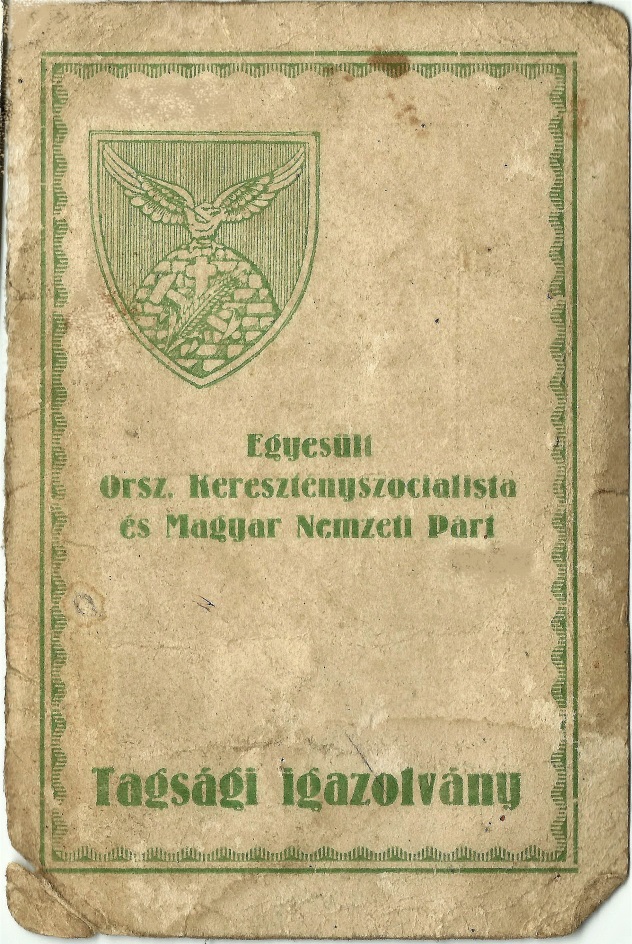 Egyesült
Orsz. Keresztényszocialista
és Magyar Nemzeti Párt
Tagsági igazolvány